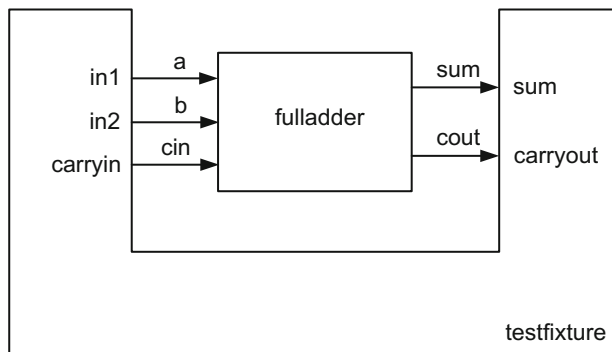 in1
a
in2
b
carryin
cin
fulladder
sum
cout
sum
carryout
testfixture